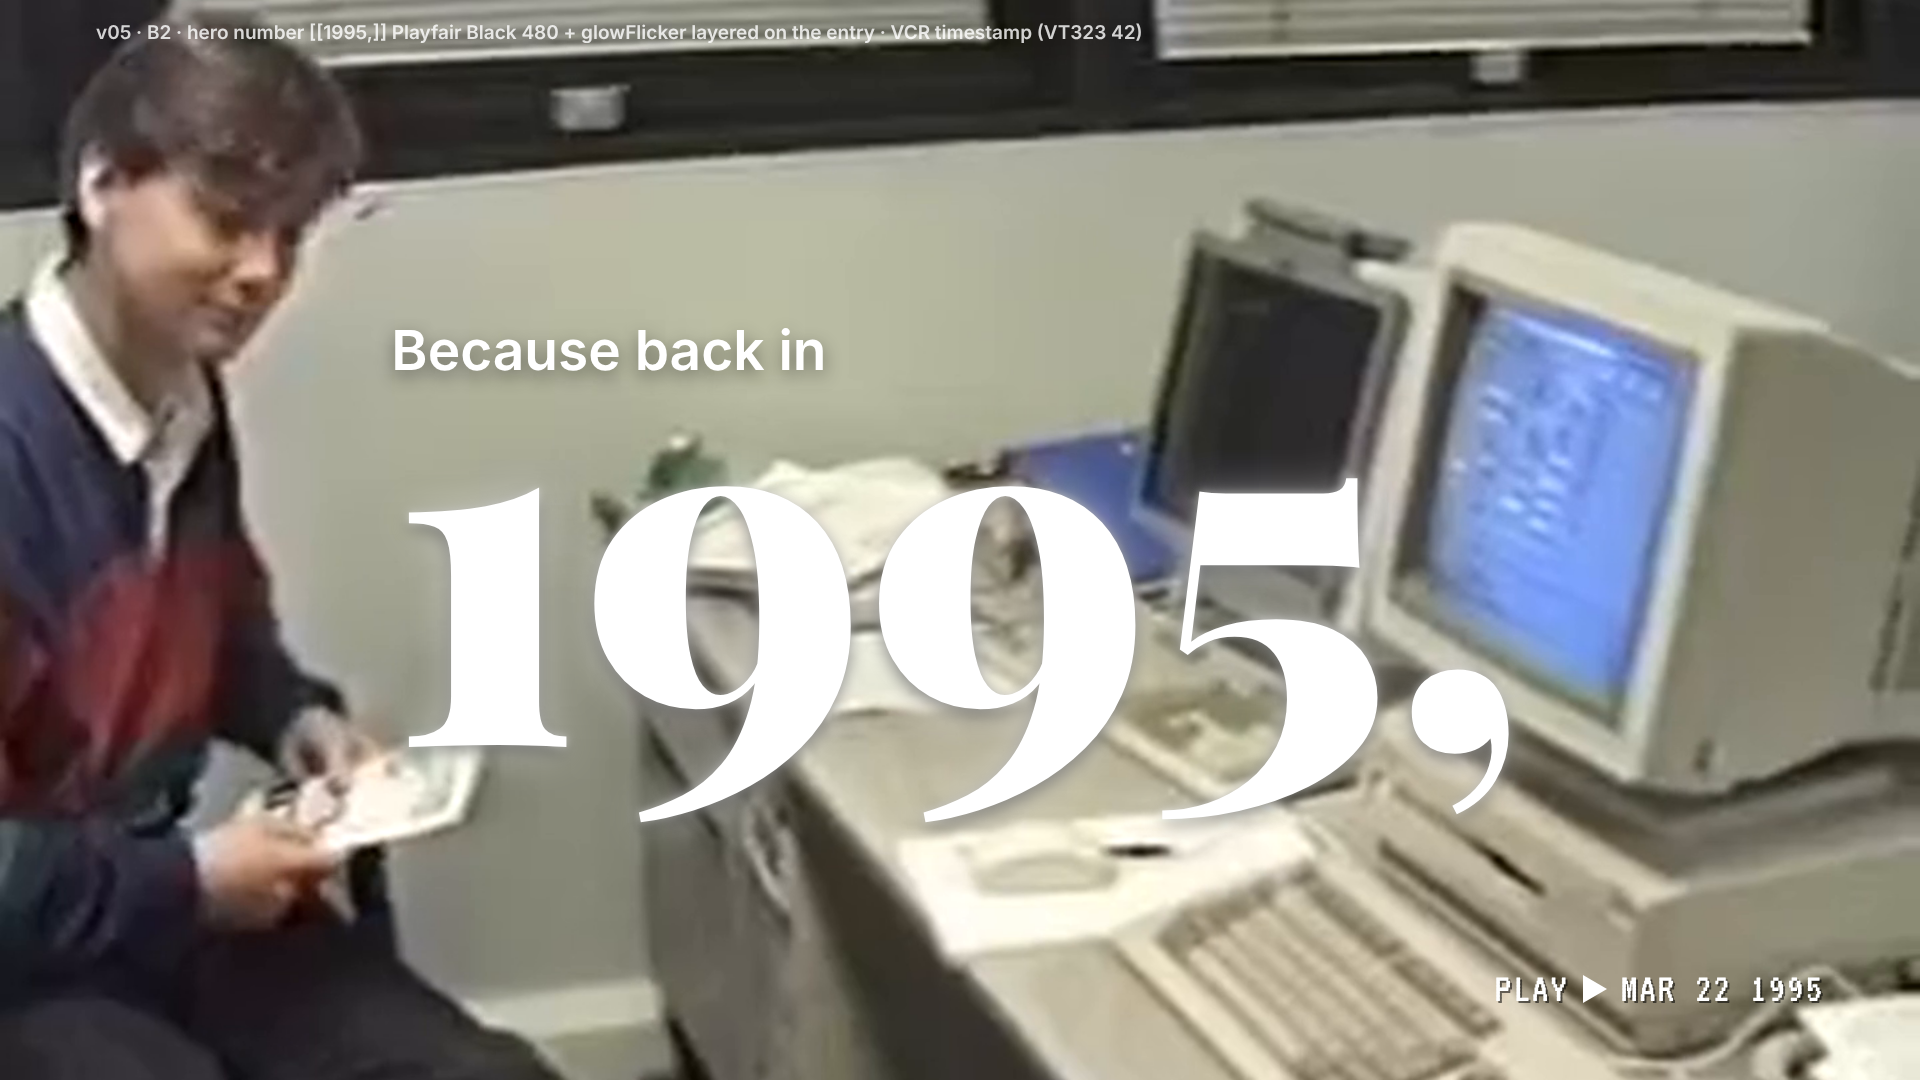 v05 · B2 · hero number [[1995,]] Playfair Black 480 + glowFlicker layered on the entry · VCR timestamp (VT323 42)
Because back in
1995,
PLAY ▶ MAR 22 1995